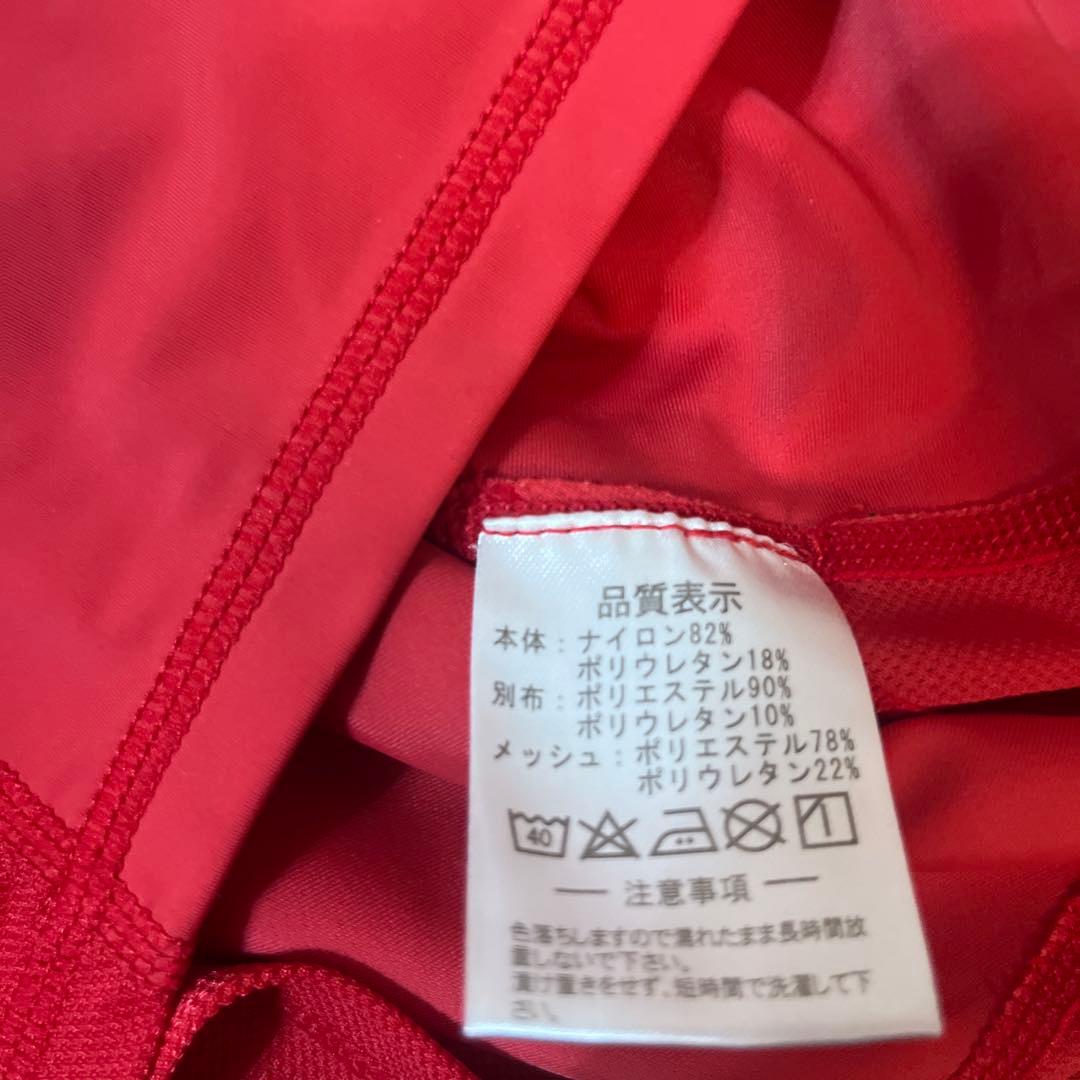 品質表示
本体：ナイロン82%
ポリウレタン18%
別布：ポリエステル90%
ポリウレタン10%
メッシュ：ポリエステル78%
ポリウレタン22%
40
注意事項
色落ちしますので濡れたまま長時間放
置しないで下さい。
漬け置きをせず、短時間で洗濯して下
さい。